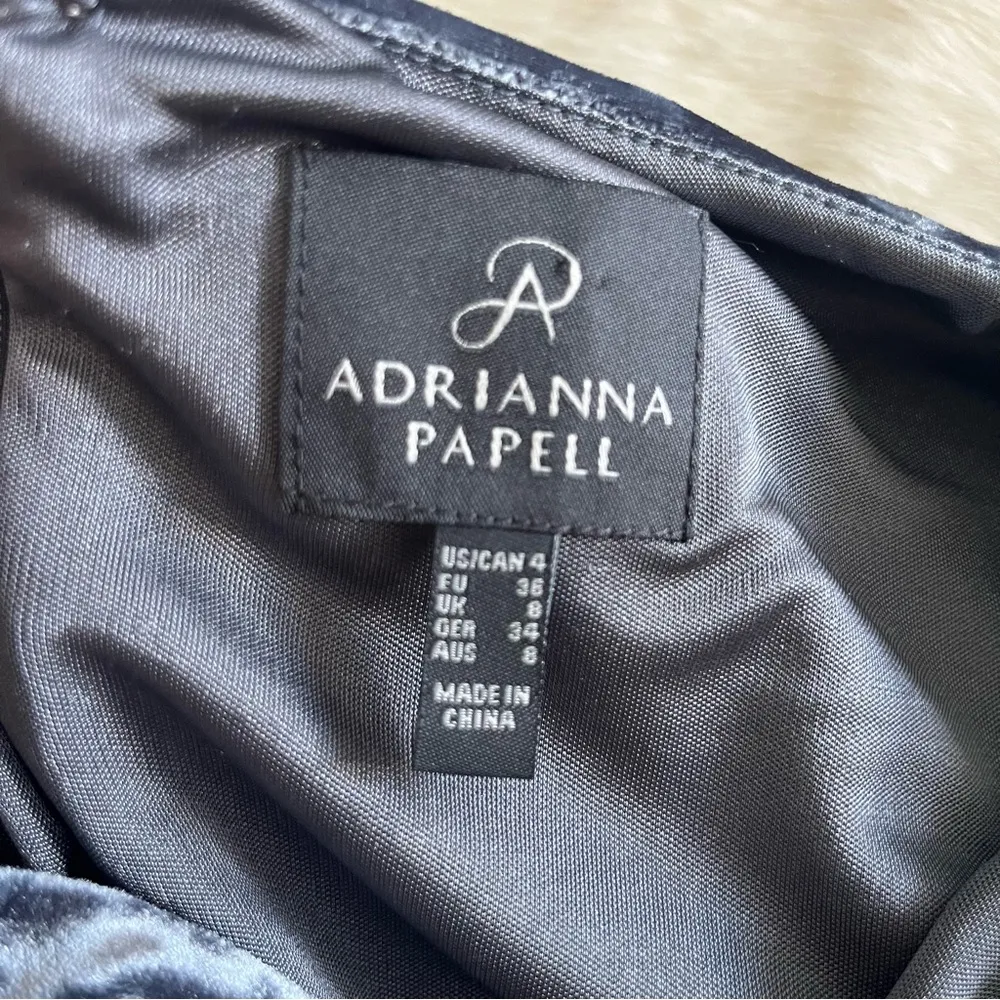 AP
ADRIANNA
PAPELL
US/CAN 4
EU 36
UK 8
GER 34
AUS 8
MADE IN
CHINA